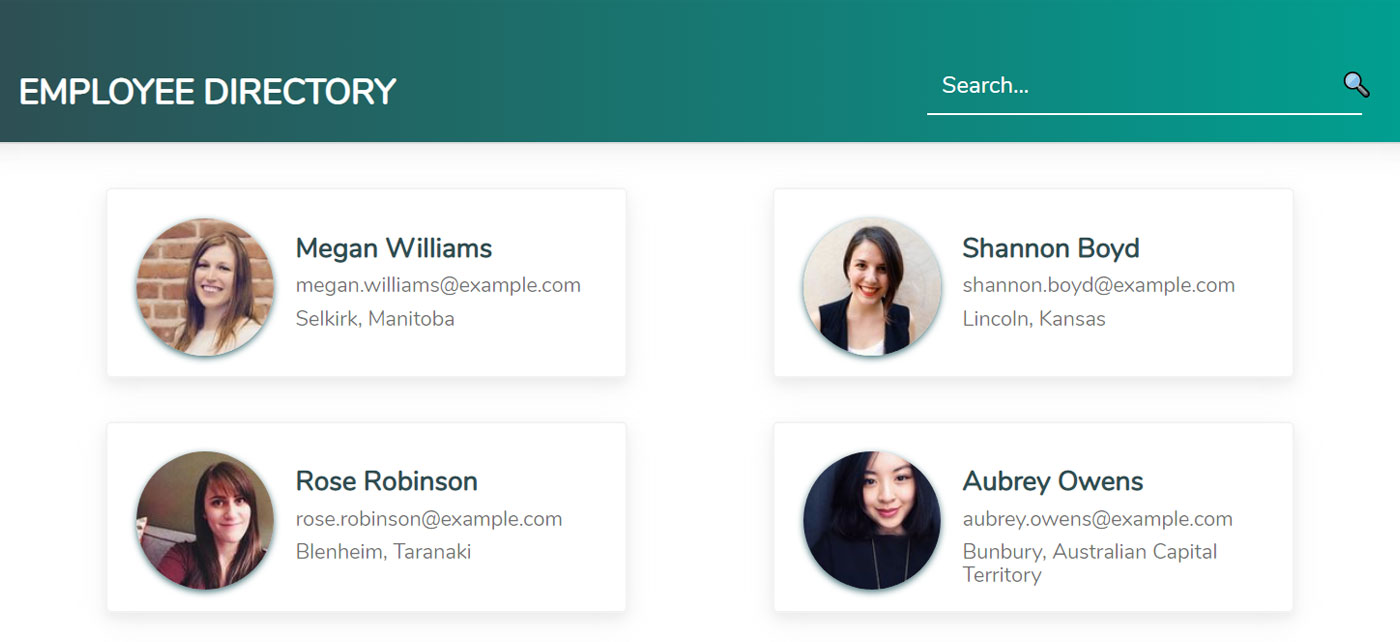 EMPLOYEE DIRECTORY
Search...
Megan Williams
megan.williams@example.com
Selkirk, Manitoba
Shannon Boyd
shannon.boyd@example.com
Lincoln, Kansas
Rose Robinson
rose.robinson@example.com
Blenheim, Taranaki
Aubrey Owens
aubrey.owens@example.com
Bunbury, Australian Capital
Territory